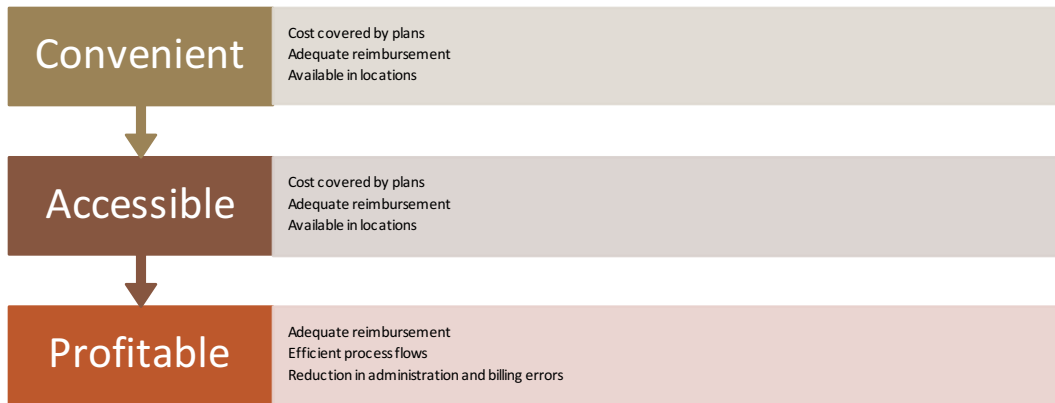 Convenient
Cost covered by plans
Adequate reimbursement
Available in locations
Accessible
Cost covered by plans
Adequate reimbursement
Available in locations
Profitable
Adequate reimbursement
Efficient process flows
Reduction in administration and billing errors